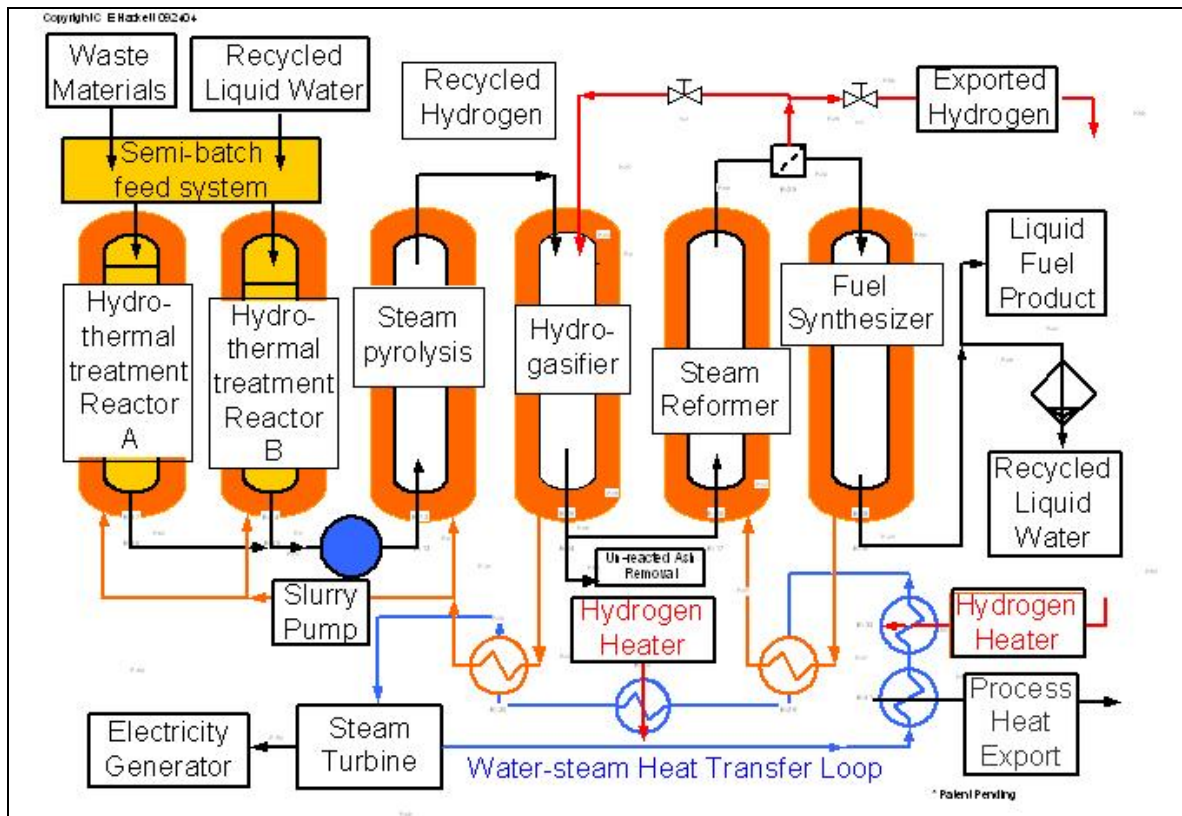 Copyright C E Hackett 092404
Waste
Materials
Recycled
Liquid Water
Recycled
Hydrogen
Exported
Hydrogen
Semi-batch
feed system
Hydro-
thermal
treatment
Reactor
A
Hydro-
thermal
treatment
Reactor
B
Steam
pyrolysis
Hydro-
gasifier
Steam
Reformer
Fuel
Synthesizer
Liquid
Fuel
Product
Recycled
Liquid
Water
Un-reacted Ash
Removal
Slurry
Pump
Hydrogen
Heater
Hydrogen
Heater
Process
Heat
Export
Electricity
Generator
Steam
Turbine
Water-steam Heat Transfer Loop
* Patent Pending